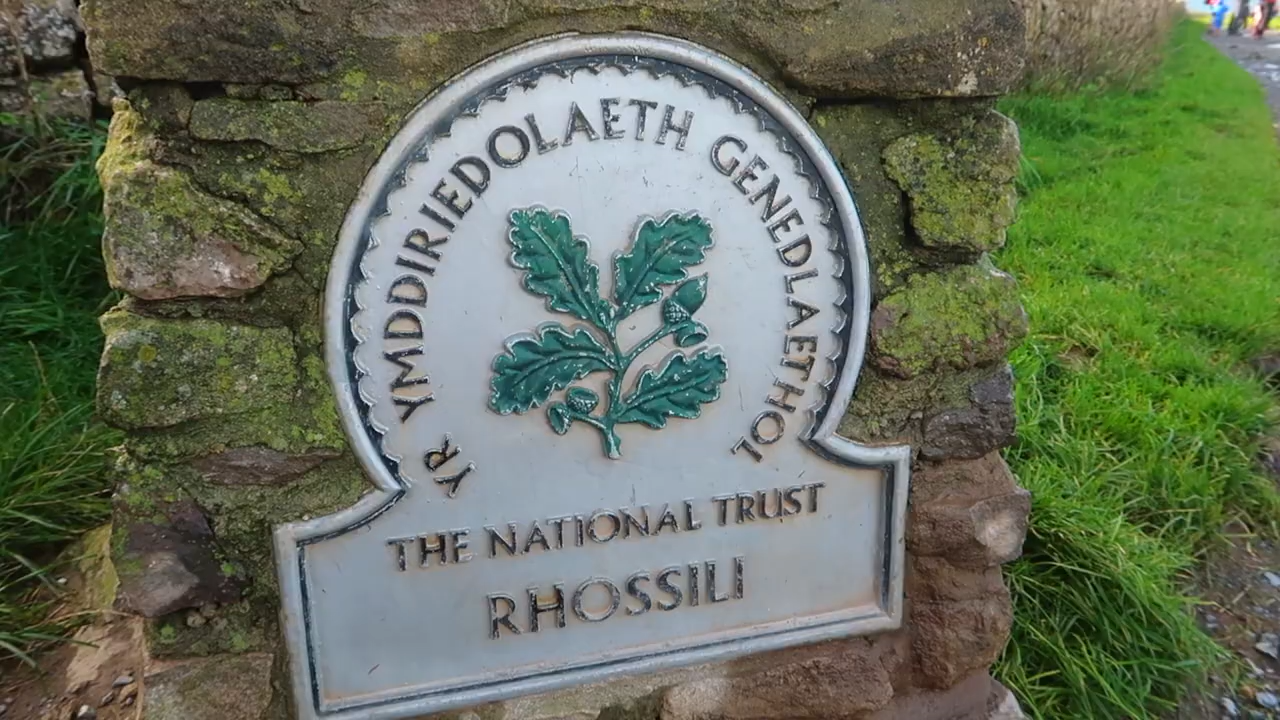 YR YMDDIRIEDOLAETH GENEDLAETHOL
THE NATIONAL TRUST
RHOSSILI